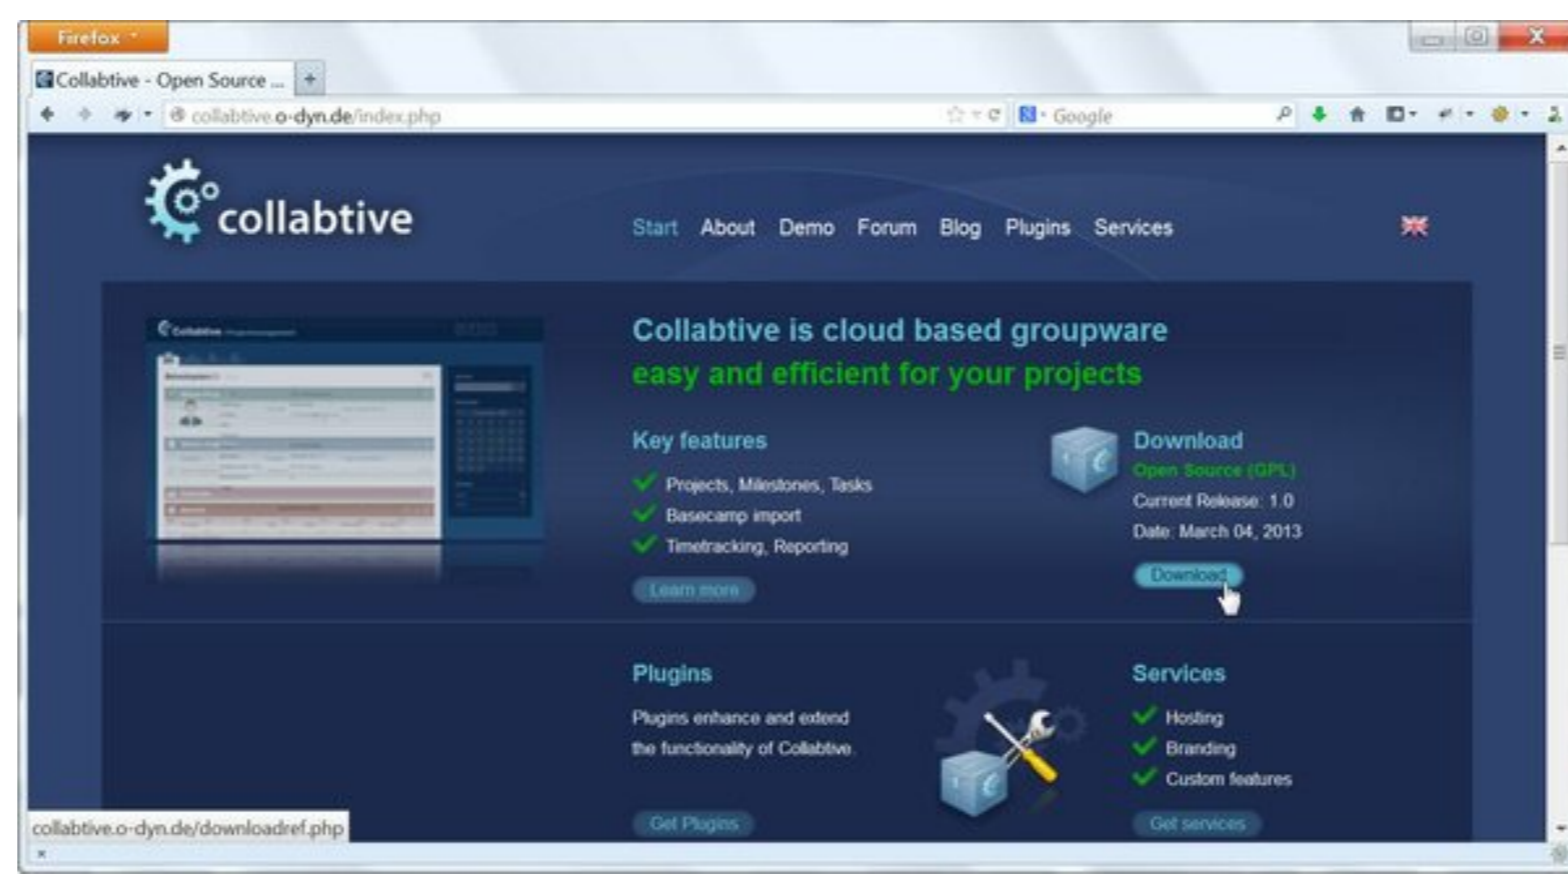 Firefox
Collabtive - Open Source ...
collabtive.o-dyn.de/index.php
Google
collabtive
Start About Demo Forum Blog Plugins Services
Collabtive
Collabtive is cloud based groupware
easy and efficient for your projects
Key features
Projects, Milestones, Tasks
Basecamp import
Timetracking, Reporting
Learn more
Download
Open Source (GPL)
Current Release: 1.0
Date: March 04, 2013
Download
Plugins
Plugins enhance and extend
the functionality of Collabtive.
Get Plugins
Services
Hosting
Branding
Custom features
Get services
collabtive.o-dyn.de/downloadref.php